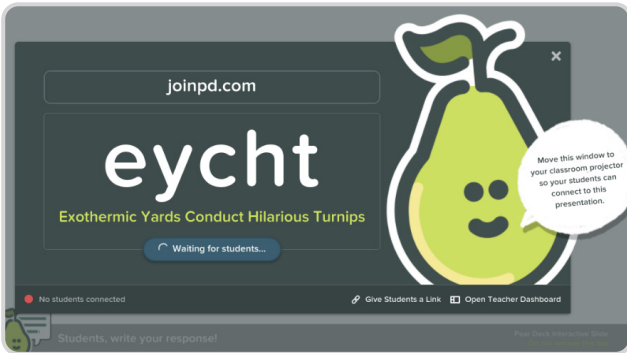 joinpd.com
eycht
Exothermic Yards Conduct Hilarious Turnips
Waiting for students...
Move this window to
your classroom projector
so your students can
connect to this
presentation.
No students connected
Give Students a Link
Open Teacher Dashboard
Students, write your response!
Pear Deck Interactive Slide